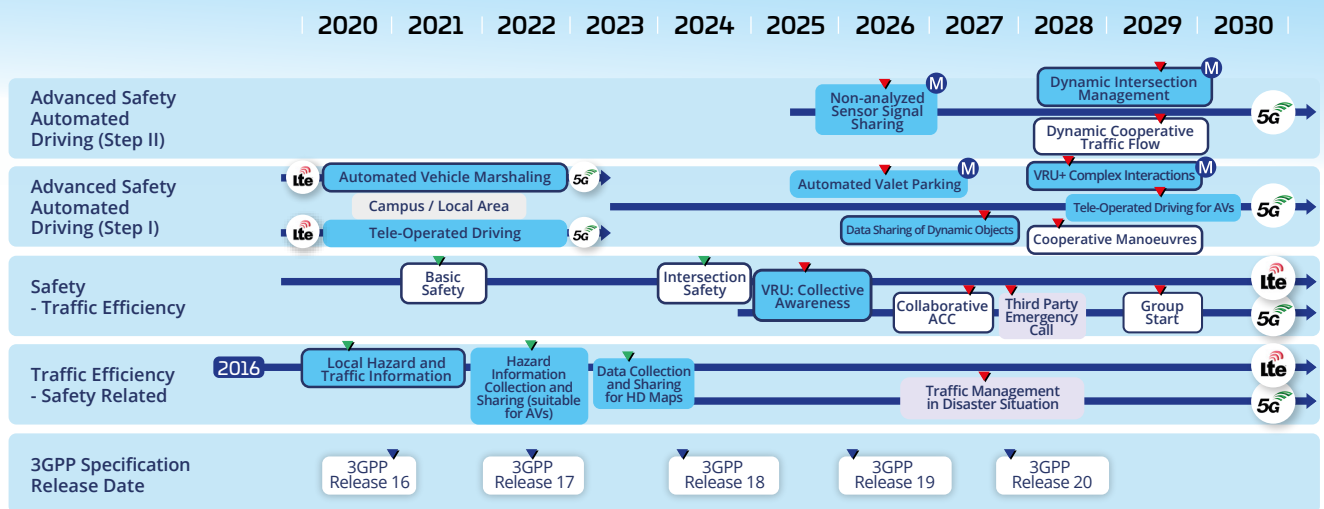 2020 2021 2022 2023 2024 2025 2026 2027 2028 2029 2030
Advanced Safety
Automated
Driving (Step II)
Non-analyzed
Sensor Signal
Sharing
M
Dynamic Intersection
Management
M
Dynamic Cooperative
Traffic Flow
5G
Advanced Safety
Automated
Driving (Step I)
Lte
Automated Vehicle Marshaling
5G
Campus / Local Area
Lte
Tele-Operated Driving
5G
Automated Valet Parking
M
Data Sharing of Dynamic Objects
VRU+ Complex Interactions
M
Tele-Operated Driving for AVs
Cooperative Manoeuvres
5G
Safety
- Traffic Efficiency
Basic
Safety
Intersection
Safety
VRU: Collective
Awareness
Collaborative
ACC
Third Party
Emergency
Call
Group
Start
Lte
5G
Traffic Efficiency
- Safety Related
2016
Local Hazard and
Traffic Information
Hazard
Information
Collection and
Sharing (suitable
for AVs)
Data Collection
and Sharing
for HD Maps
Traffic Management
in Disaster Situation
Lte
5G
3GPP Specification
Release Date
3GPP
Release 16
3GPP
Release 17
3GPP
Release 18
3GPP
Release 19
3GPP
Release 20